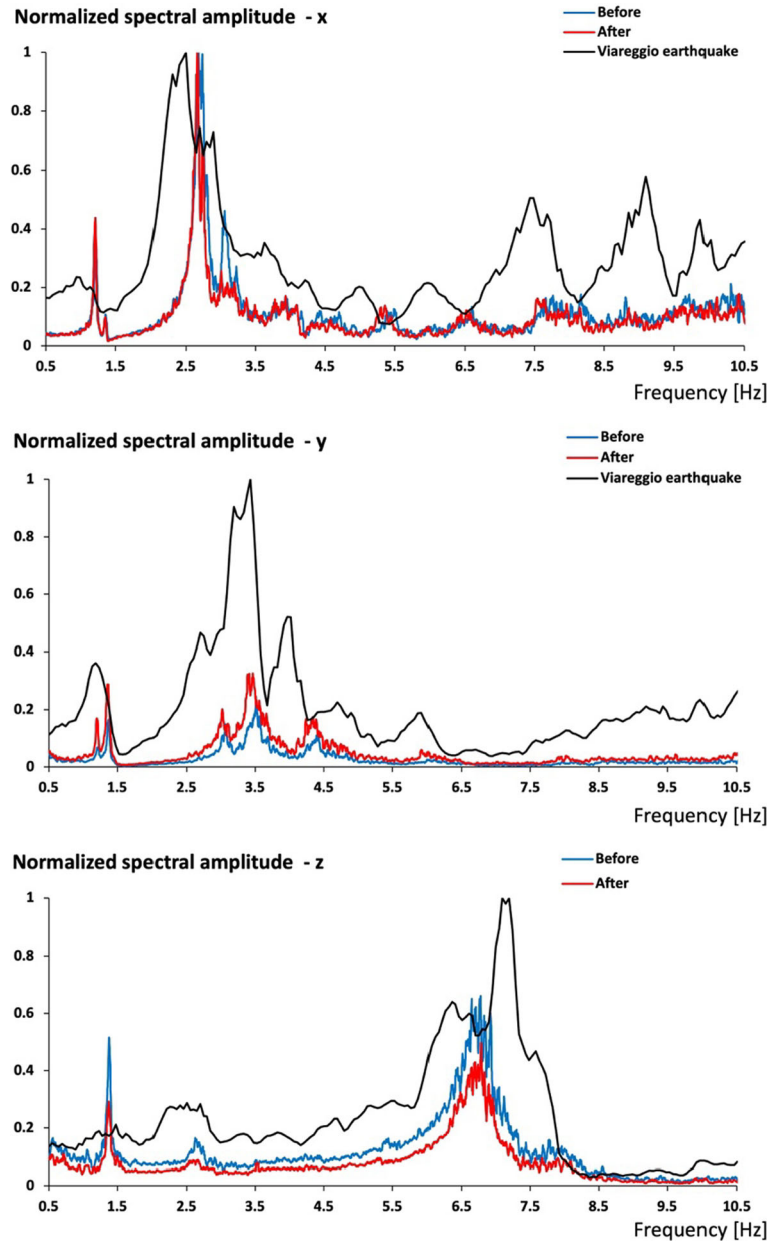 Normalized spectral amplitude - x
Before
After
Viareggio earthquake
1
0.8
0.6
0.4
0.2
0
0.5 1.5 2.5 3.5 4.5 5.5 6.5 7.5 8.5 9.5 10.5
Frequency [Hz]
Normalized spectral amplitude - y
Before
After
Viareggio earthquake
1
0.8
0.6
0.4
0.2
0
0.5 1.5 2.5 3.5 4.5 5.5 6.5 7.5 8.5 9.5 10.5
Frequency [Hz]
Normalized spectral amplitude - z
Before
After
1
0.8
0.6
0.4
0.2
0
0.5 1.5 2.5 3.5 4.5 5.5 6.5 7.5 8.5 9.5 10.5
Frequency [Hz]